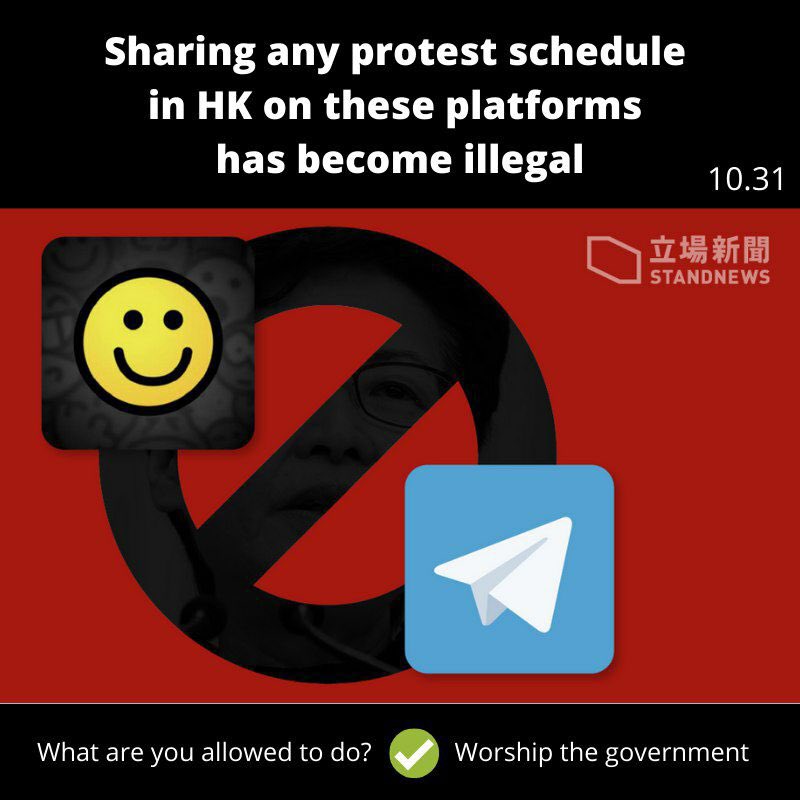 Sharing any protest schedule
in HK on these platforms
has become illegal
10.31
立場新聞
STANDNEWS
What are you allowed to do? Worship the government